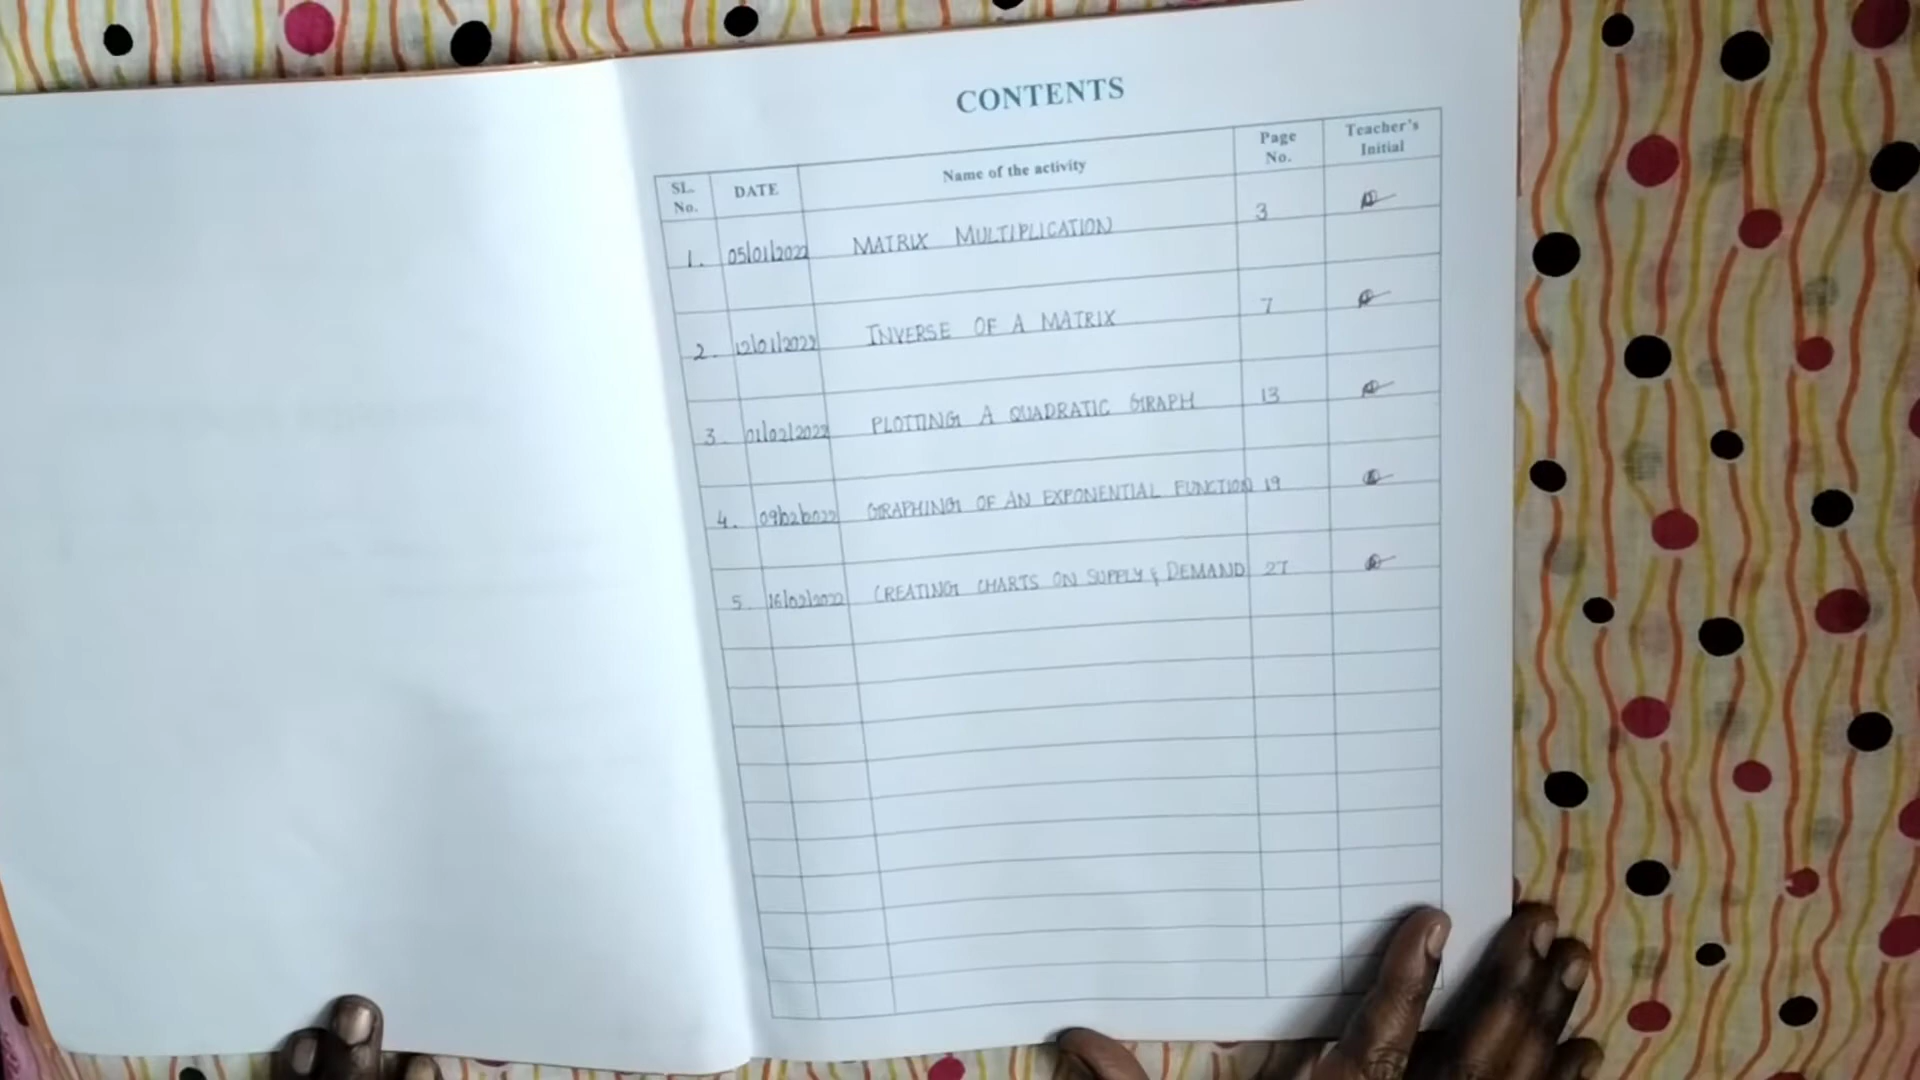 CONTENTS
SL. No. DATE Name of the activity Page No. Teacher's Initial
1. 05/01/2022 MATRIX MULTIPLICATION 3
2. 12/01/2022 INVERSE OF A MATRIX 7
3. 01/02/2022 PLOTTING A QUADRATIC GRAPH 13
4. 09/02/2022 GRAPHING OF AN EXPONENTIAL FUNCTION 19
5. 16/02/2022 CREATING CHARTS ON SUPPLY & DEMAND 27